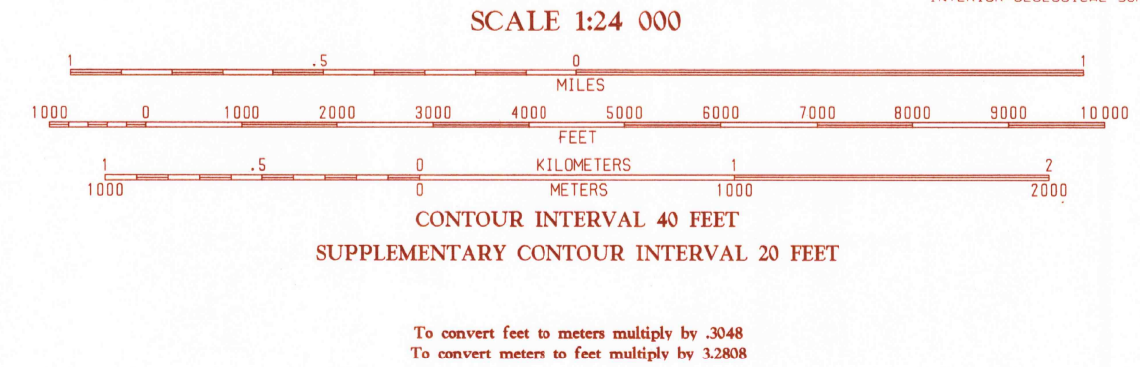 SCALE 1:24 000
1 .5 0 1
MILES
1000 0 1000 2000 3000 4000 5000 6000 7000 8000 9000 10 000
FEET
1 .5 0 KILOMETERS 1 2
1000 0 METERS 1000 2000
CONTOUR INTERVAL 40 FEET
SUPPLEMENTARY CONTOUR INTERVAL 20 FEET
To convert feet to meters multiply by .3048
To convert meters to feet multiply by 3.2808